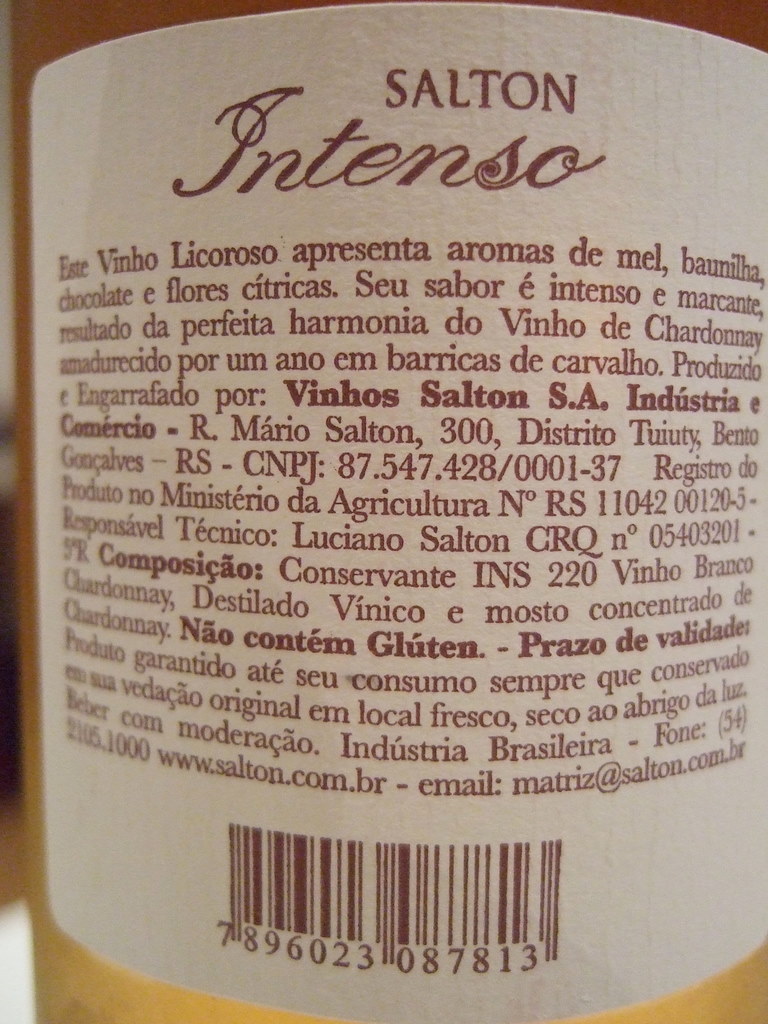 SALTON
Intenso
Este Vinho Licoroso apresenta aromas de mel, baunilha,
chocolate e flores cítricas. Seu sabor é intenso e marcante,
resultado da perfeita harmonia do Vinho de Chardonnay
amadurecido por um ano em barricas de carvalho. Produzido
e Engarrafado por: Vinhos Salton S.A. Indústria e
Comércio - R. Mário Salton, 300, Distrito Tuiuty, Bento
Gonçalves – RS - CNPJ: 87.547.428/0001-37 Registro do
Produto no Ministério da Agricultura Nº RS 11042 00120-5 -
Responsável Técnico: Luciano Salton CRQ nº 05403201 -
5ªR Composição: Conservante INS 220 Vinho Branco
Chardonnay, Destilado Vínico e mosto concentrado de
Chardonnay. Não contém Glúten. - Prazo de validade:
Produto garantido até seu consumo sempre que conservado
em sua vedação original em local fresco, seco ao abrigo da luz.
Beber com moderação. Indústria Brasileira - Fone: (54)
2105.1000 www.salton.com.br - email: matriz@salton.com.br
7 896023 087813